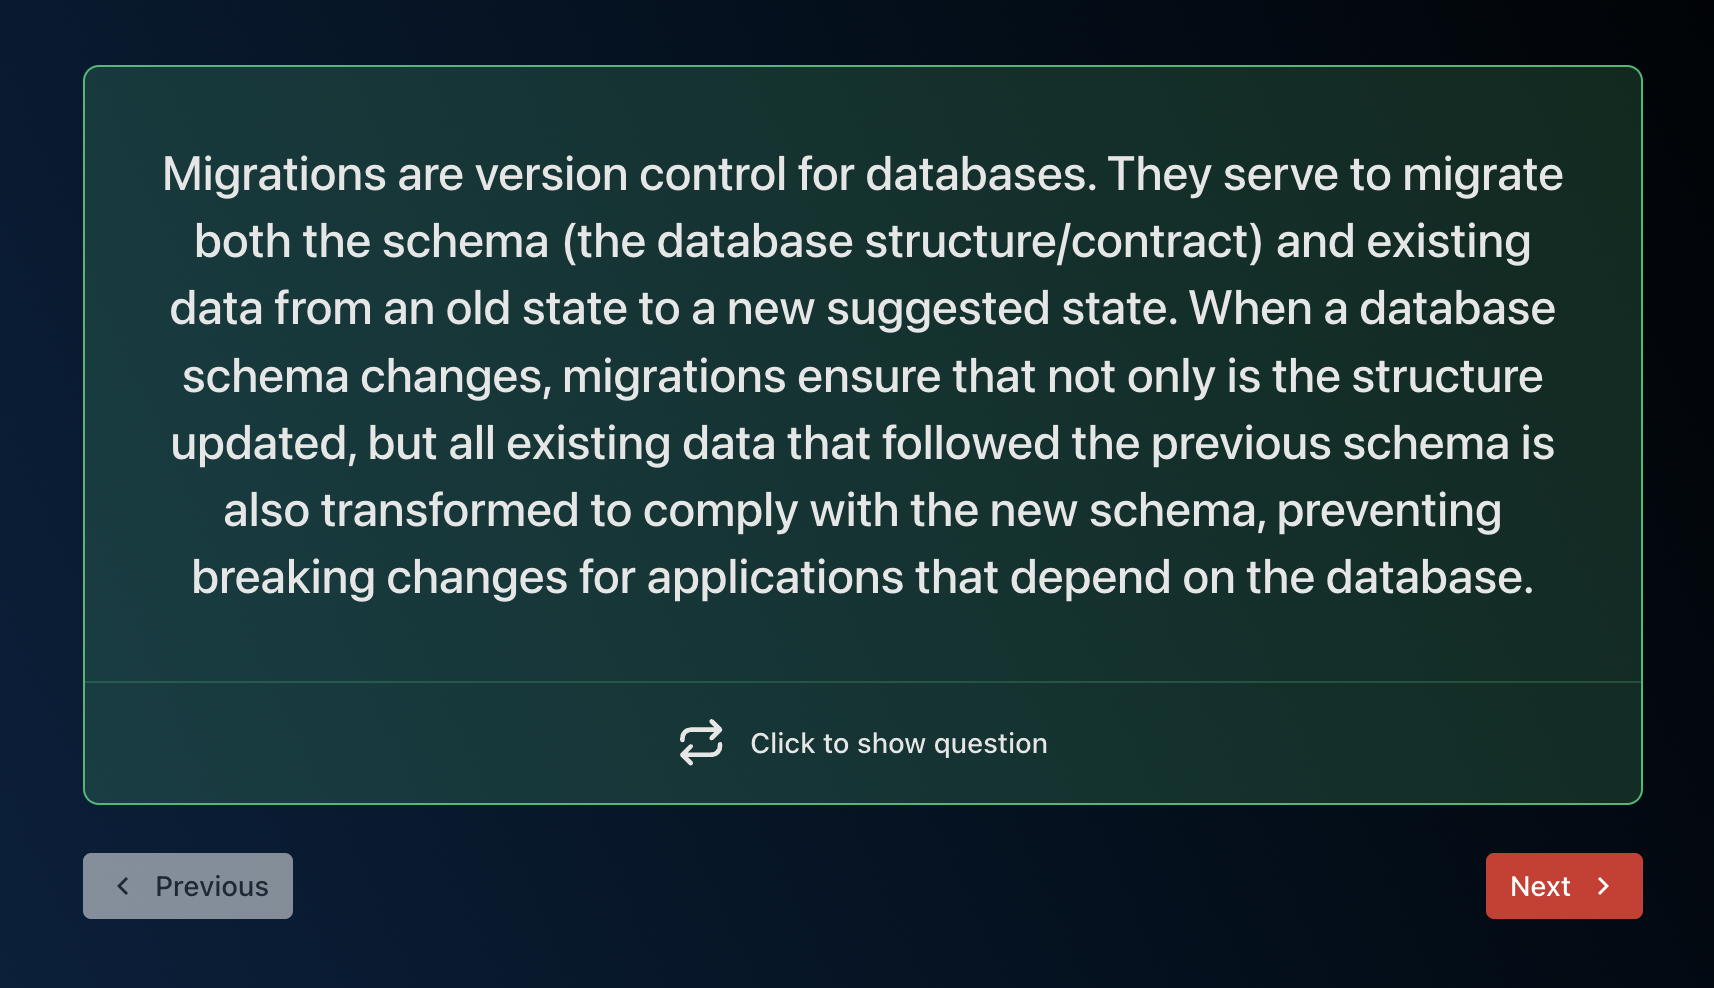 Migrations are version control for databases. They serve to migrate
both the schema (the database structure/contract) and existing
data from an old state to a new suggested state. When a database
schema changes, migrations ensure that not only is the structure
updated, but all existing data that followed the previous schema is
also transformed to comply with the new schema, preventing
breaking changes for applications that depend on the database.
Click to show question
Previous
Next